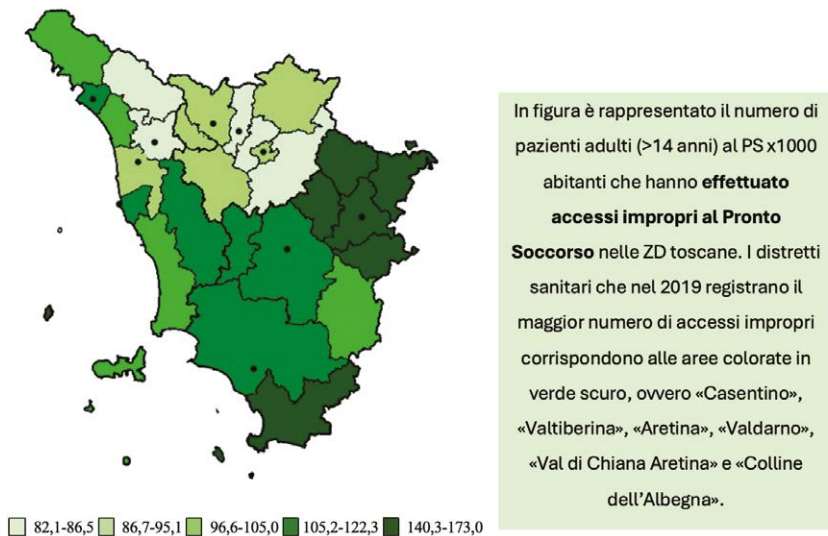 In figura è rappresentato il numero di
pazienti adulti (>14 anni) al PS x1000
abitanti che hanno effettuato
accessi impropri al Pronto
Soccorso nelle ZD toscane. I distretti
sanitari che nel 2019 registrano il
maggior numero di accessi impropri
corrispondono alle aree colorate in
verde scuro, ovvero «Casentino»,
«Valtiberina», «Aretina», «Valdarno»,
«Val di Chiana Aretina» e «Colline
dell'Albegna».
82,1-86,5 86,7-95,1 96,6-105,0 105,2-122,3 140,3-173,0